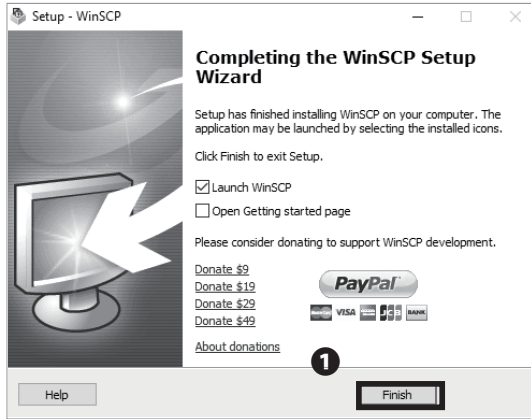 Setup - WinSCP
Completing the WinSCP Setup
Wizard
Setup has finished installing WinSCP on your computer. The
application may be launched by selecting the installed icons.
Click Finish to exit Setup.
Launch WinSCP
Open Getting started page
Please consider donating to support WinSCP development.
Donate $9
Donate $19
Donate $29
Donate $49
PayPal
VISA JCB BANK
About donations
1
Help
Finish